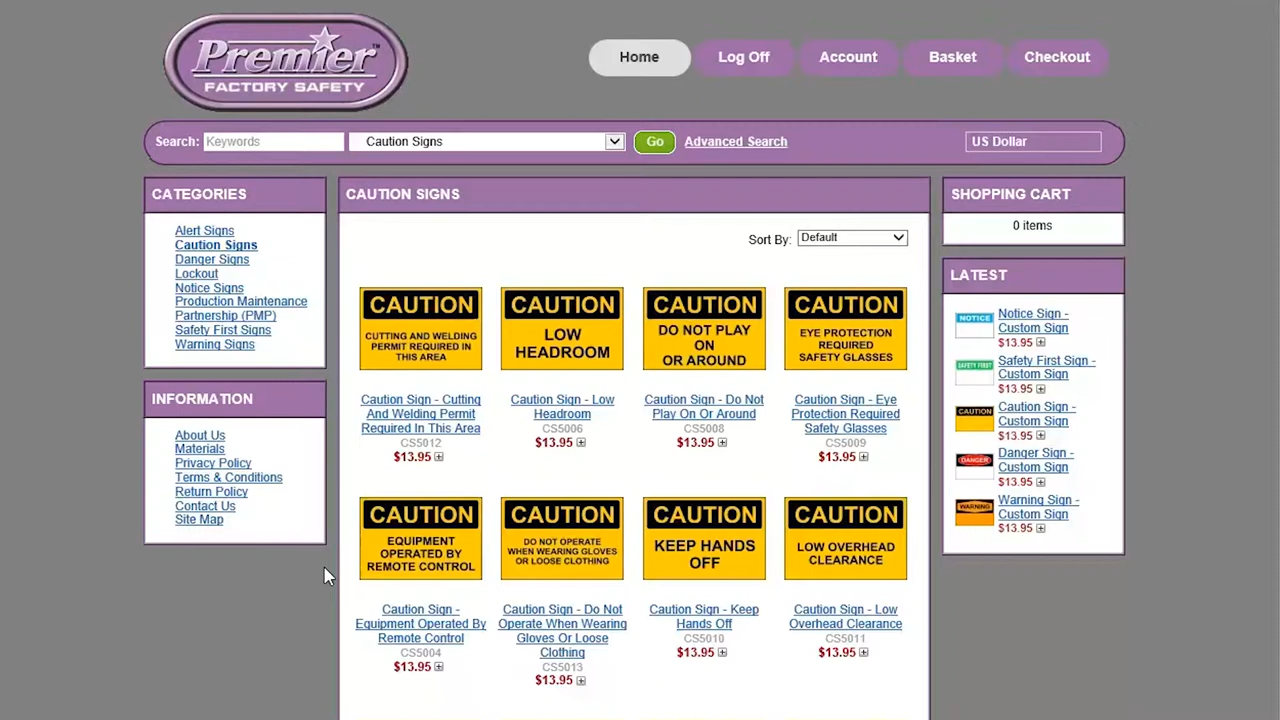 Premier™
FACTORY SAFETY
Home
Log Off
Account
Basket
Checkout
Search:
Keywords
Caution Signs
Go
Advanced Search
US Dollar
CATEGORIES
Alert Signs
Caution Signs
Danger Signs
Lockout
Notice Signs
Production Maintenance
Partnership (PMP)
Safety First Signs
Warning Signs
INFORMATION
About Us
Materials
Privacy Policy
Terms & Conditions
Return Policy
Contact Us
Site Map
CAUTION SIGNS
Sort By:
Default
CAUTION
CUTTING AND WELDING
PERMIT REQUIRED IN
THIS AREA
Caution Sign - Cutting
And Welding Permit
Required In This Area
CS5012
$13.95
CAUTION
LOW
HEADROOM
Caution Sign - Low
Headroom
CS5006
$13.95
CAUTION
DO NOT PLAY
ON
OR AROUND
Caution Sign - Do Not
Play On Or Around
CS5008
$13.95
CAUTION
EYE PROTECTION
REQUIRED
SAFETY GLASSES
Caution Sign - Eye
Protection Required
Safety Glasses
CS5009
$13.95
CAUTION
EQUIPMENT
OPERATED BY
REMOTE CONTROL
Caution Sign -
Equipment Operated By
Remote Control
CS5004
$13.95
CAUTION
DO NOT OPERATE
WHEN WEARING GLOVES
OR LOOSE CLOTHING
Caution Sign - Do Not
Operate When Wearing
Gloves Or Loose
Clothing
CS5013
$13.95
CAUTION
KEEP HANDS
OFF
Caution Sign - Keep
Hands Off
CS5010
$13.95
CAUTION
LOW OVERHEAD
CLEARANCE
Caution Sign - Low
Overhead Clearance
CS5011
$13.95
SHOPPING CART
0 items
LATEST
NOTICE
Notice Sign -
Custom Sign
$13.95
SAFETY FIRST
Safety First Sign -
Custom Sign
$13.95
CAUTION
Caution Sign -
Custom Sign
$13.95
DANGER
Danger Sign -
Custom Sign
$13.95
WARNING
Warning Sign -
Custom Sign
$13.95